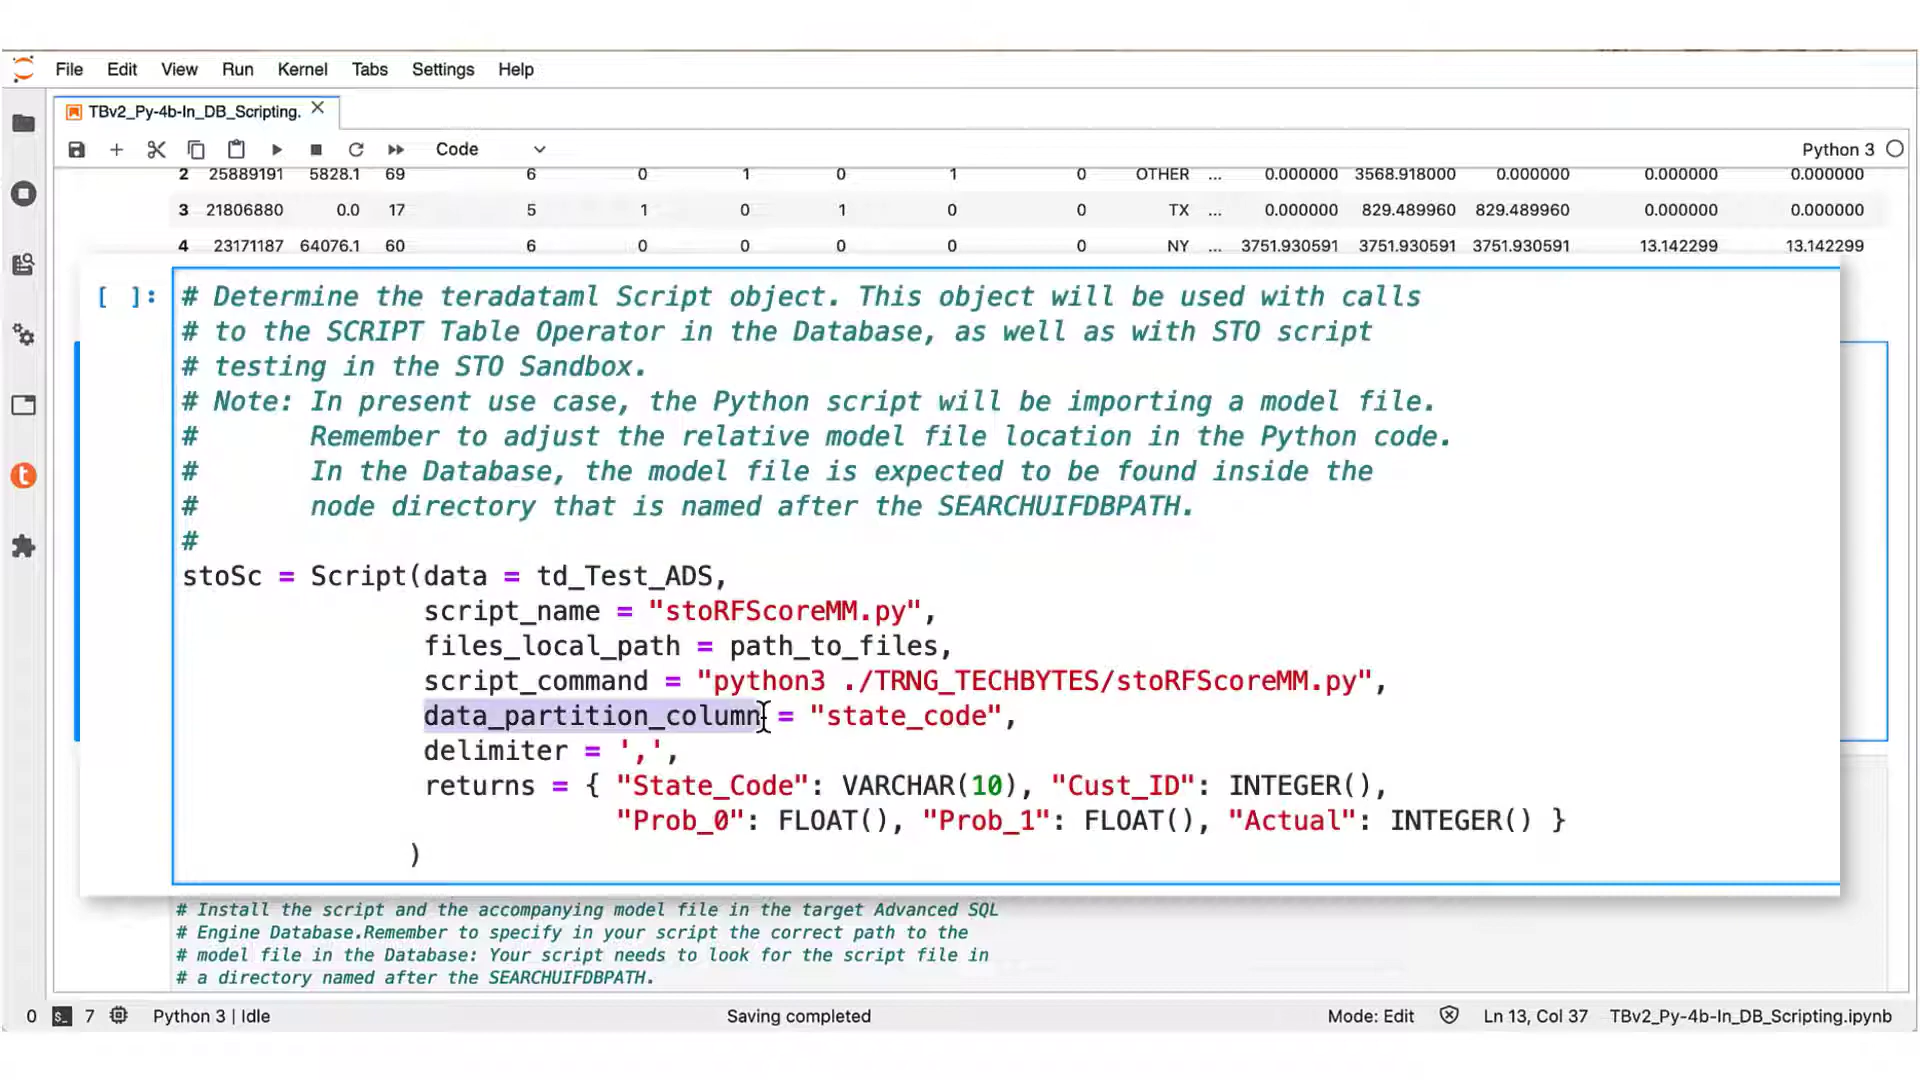 File Edit View Run Kernel Tabs Settings Help
TBv2_Py-4b-In_DB_Scripting.
Code Python 3
2 25889191 5828.1 69 6 0 1 0 1 0 OTHER ... 0.000000 3568.918000 0.000000 0.000000 0.000000
3 21806880 0.0 17 5 1 0 1 0 0 TX ... 0.000000 829.489960 829.489960 0.000000 0.000000
4 23171187 64076.1 60 6 0 0 0 0 0 NY ... 3751.930591 3751.930591 3751.930591 13.142299 13.142299
[ ]: # Determine the teradataml Script object. This object will be used with calls
# to the SCRIPT Table Operator in the Database, as well as with STO script
# testing in the STO Sandbox.
# Note: In present use case, the Python script will be importing a model file.
# Remember to adjust the relative model file location in the Python code.
# In the Database, the model file is expected to be found inside the
# node directory that is named after the SEARCHUIFDBPATH.
#
stoSc = Script(data = td_Test_ADS,
script_name = "stoRFScoreMM.py",
files_local_path = path_to_files,
script_command = "python3 ./TRNG_TECHBYTES/stoRFScoreMM.py",
data_partition_column = "state_code",
delimiter = ',',
returns = { "State_Code": VARCHAR(10), "Cust_ID": INTEGER(),
"Prob_0": FLOAT(), "Prob_1": FLOAT(), "Actual": INTEGER() }
)
# Install the script and the accompanying model file in the target Advanced SQL
# Engine Database.Remember to specify in your script the correct path to the
# model file in the Database: Your script needs to look for the script file in
# a directory named after the SEARCHUIFDBPATH.
0 $_ 7 Python 3 | Idle Saving completed Mode: Edit Ln 13, Col 37 TBv2_Py-4b-In_DB_Scripting.ipynb